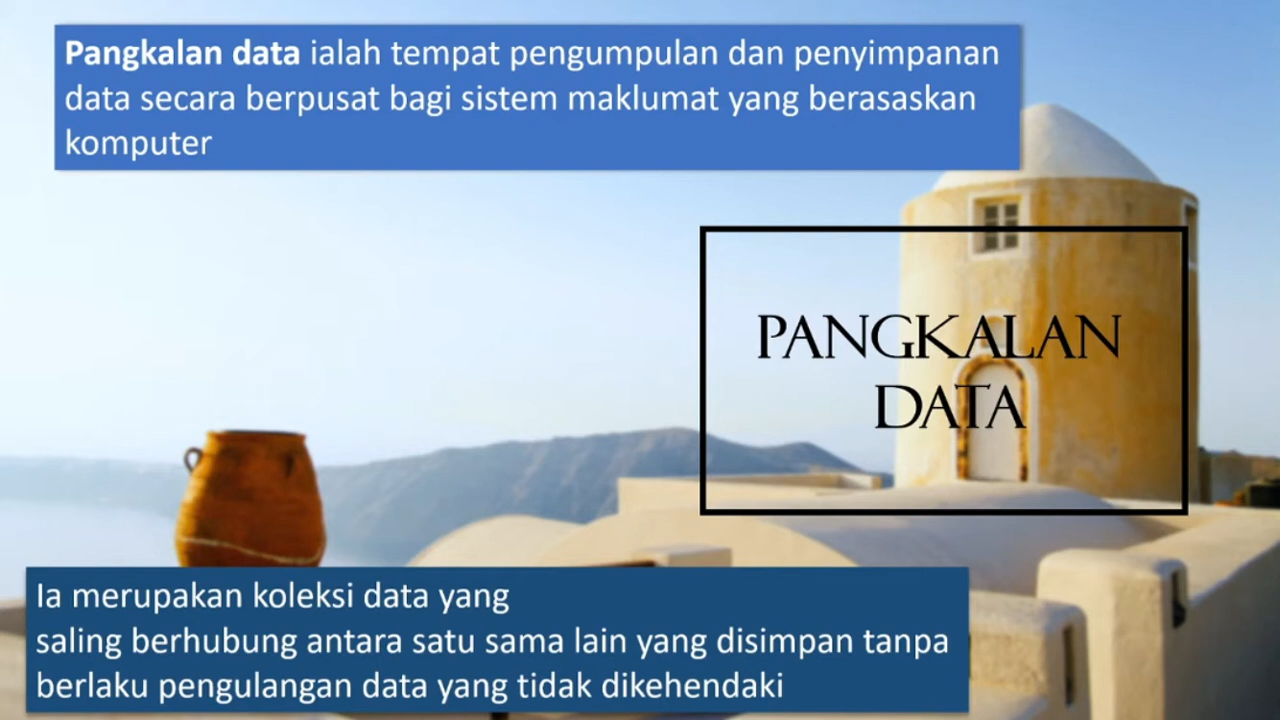 Pangkalan data ialah tempat pengumpulan dan penyimpanan
data secara berpusat bagi sistem maklumat yang berasaskan
komputer
PANGKALAN
DATA
Ia merupakan koleksi data yang
saling berhubung antara satu sama lain yang disimpan tanpa
berlaku pengulangan data yang tidak dikehendaki